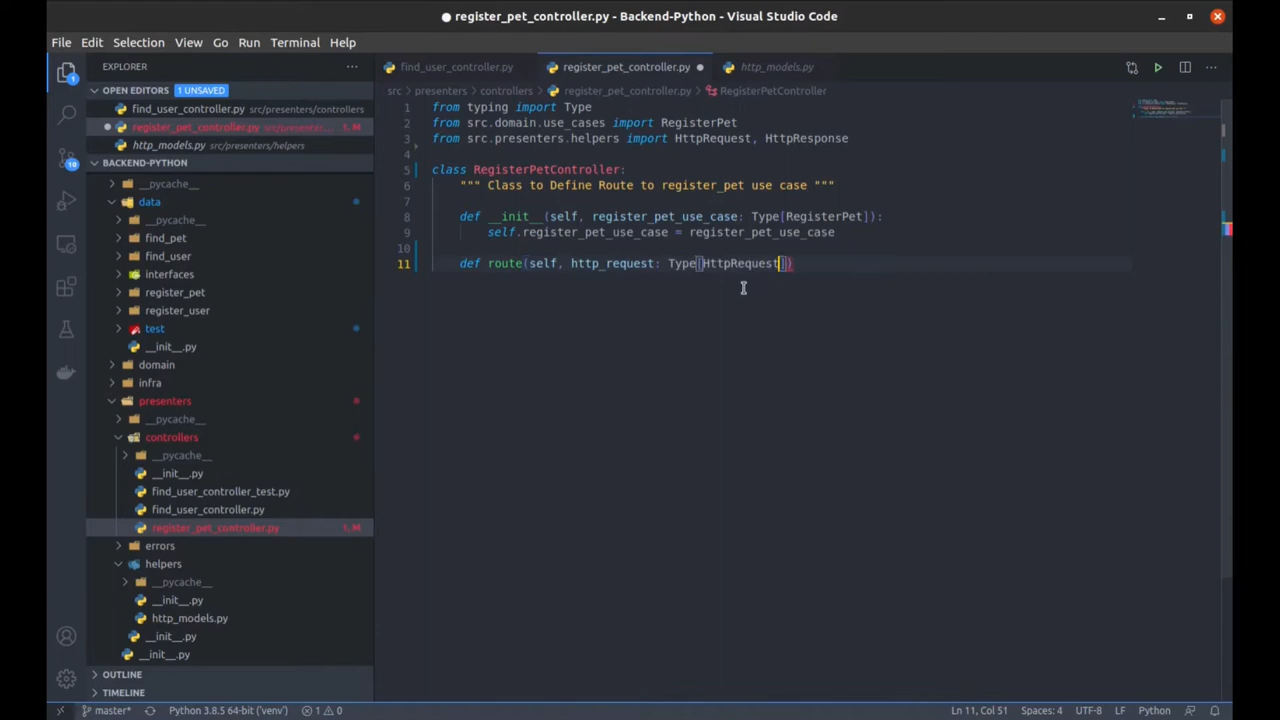 register_pet_controller.py - Backend-Python - Visual Studio Code
File Edit Selection View Go Run Terminal Help
EXPLORER
find_user_controller.py
register_pet_controller.py
http_models.py
OPEN EDITORS 1 UNSAVED
find_user_controller.py src/presenters/controllers
register_pet_controller.py src/presenter... 1, M
http_models.py src/presenters/helpers
BACKEND-PYTHON
__pycache__
data
__pycache__
find_pet
find_user
interfaces
register_pet
register_user
test
__init__.py
domain
infra
presenters
__pycache__
controllers
__pycache__
__init__.py
find_user_controller_test.py
find_user_controller.py
register_pet_controller.py 1, M
errors
helpers
__pycache__
__init__.py
http_models.py
__init__.py
__init__.py
OUTLINE
TIMELINE
1
10
src > presenters > controllers > register_pet_controller.py > RegisterPetController
1 from typing import Type
2 from src.domain.use_cases import RegisterPet
3 from src.presenters.helpers import HttpRequest, HttpResponse
4
5 class RegisterPetController:
6 """ Class to Define Route to register_pet use case """
7
8 def __init__(self, register_pet_use_case: Type[RegisterPet]):
9 self.register_pet_use_case = register_pet_use_case
10
11 def route(self, http_request: Type[HttpRequest])
master* Python 3.8.5 64-bit ('venv') 1 0 Ln 11, Col 51 Spaces: 4 UTF-8 LF Python